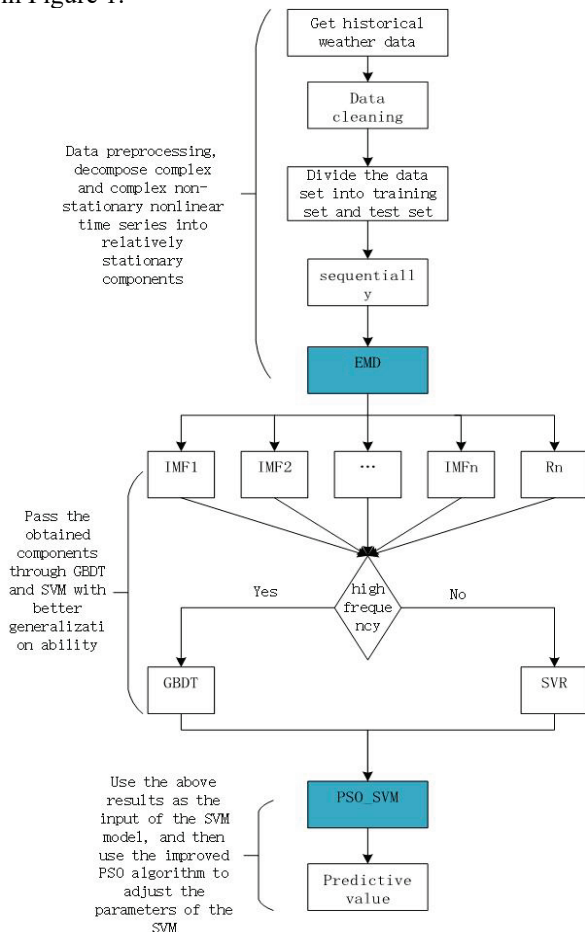 in Figure 1.
Get historical
weather data
Data
cleaning
Data preprocessing,
decompose complex
and complex non-
stationary nonlinear
time series into
relatively
stationary
components
Divide the data
set into training
set and test set
sequentiall
y
EMD
IMF1
IMF2
...
IMFn
Rn
Pass the
obtained
components
through GBDT
and SVM with
better
generalizati
on ability
high
freque
ncy
Yes
No
GBDT
SVR
Use the above
results as the
input of the SVM
model, and then
use the improved
PSO algorithm to
adjust the
parameters of the
SVM
PSO_SVM
Predictive
value